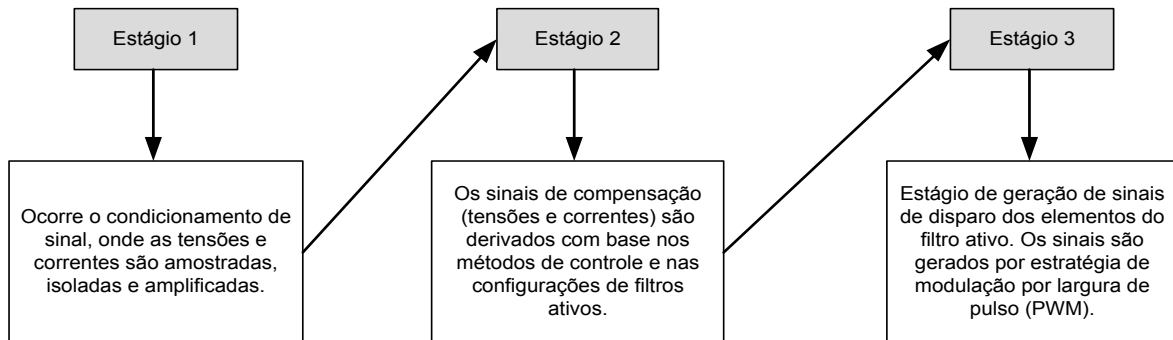 Estágio 1
Ocorre o condicionamento de
sinal, onde as tensões e
correntes são amostradas,
isoladas e amplificadas.
Estágio 2
Os sinais de compensação
(tensões e correntes) são
derivados com base nos
métodos de controle e nas
configurações de filtros
ativos.
Estágio 3
Estágio de geração de sinais
de disparo dos elementos do
filtro ativo. Os sinais são
gerados por estratégia de
modulação por largura de
pulso (PWM).